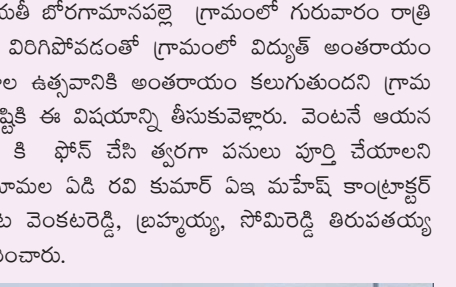 యతీ బోరగామానపల్లె గ్రామంలో గురువారం రాత్రి
విరిగిపోవడంతో గ్రామంలో విద్యుత్ అంతరాయం
ల ఉత్సవానికి అంతరాయం కలుగుతుందని గ్రామ
ష్టికి ఈ విషయాన్ని తీసుకువెళ్లారు. వెంటనే ఆయన
కి ఫోన్ చేసి త్వరగా పనులు పూర్తి చేయాలని
మామల ఏడి రవి కుమార్ ఏఇ మహేష్ కాంట్రాక్టర్
ట వెంకటరెడ్డి, బ్రహ్మయ్య, సోమిరెడ్డి తిరుపతయ్య
ించారు.